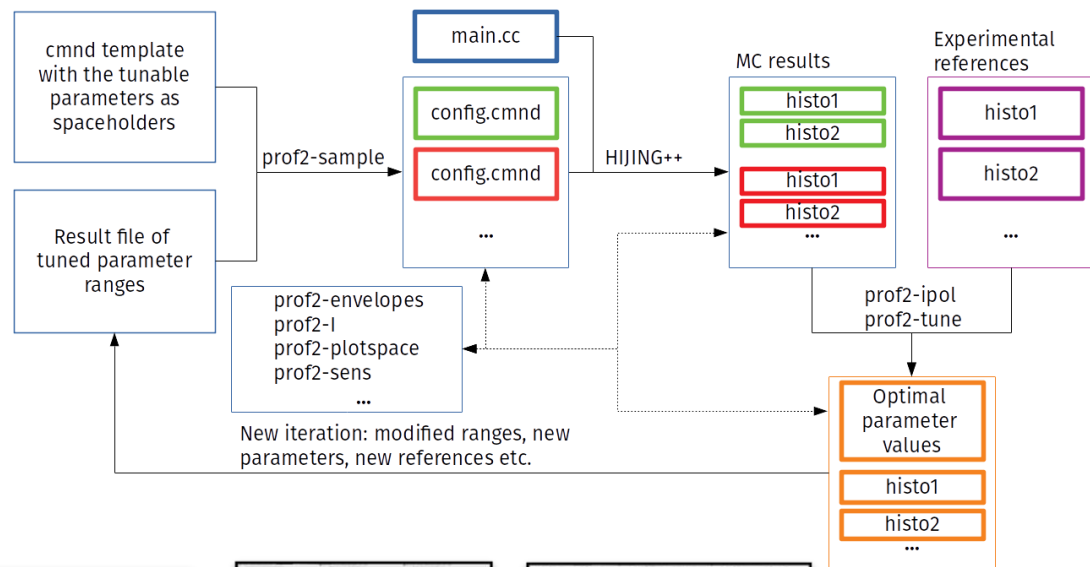 cmnd template
with the tunable
parameters as
spaceholders
Result file of
tuned parameter
ranges
prof2-sample
main.cc
config.cmnd
config.cmnd
...
HIJING++
MC results
histo1
histo2
histo1
histo2
...
Experimental
references
histo1
histo2
...
prof2-envelopes
prof2-I
prof2-plotspace
prof2-sens
...
prof2-ipol
prof2-tune
New iteration: modified ranges, new
parameters, new references etc.
Optimal
parameter
values
histo1
histo2
...